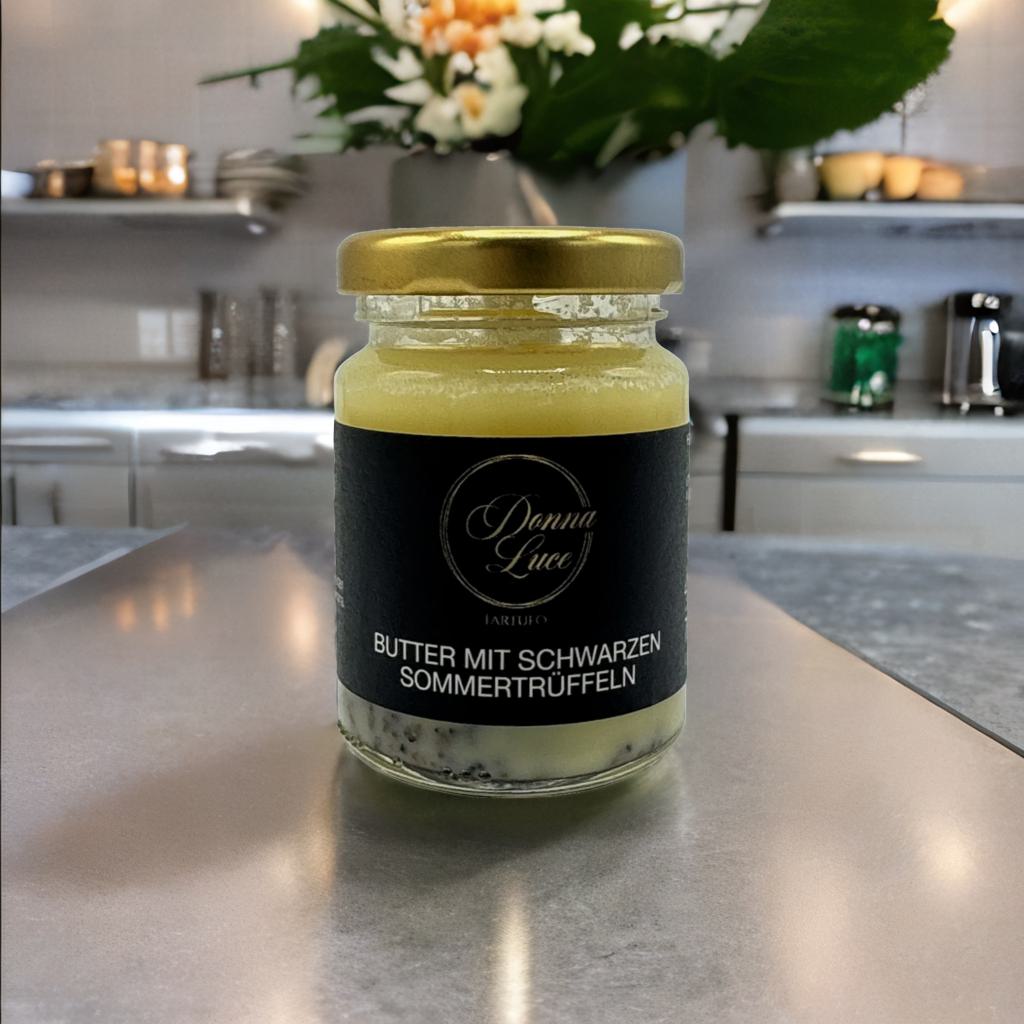 Donna
Luce
TARTUFO
BUTTER MIT SCHWARZEN
SOMMERTRÜFFELN